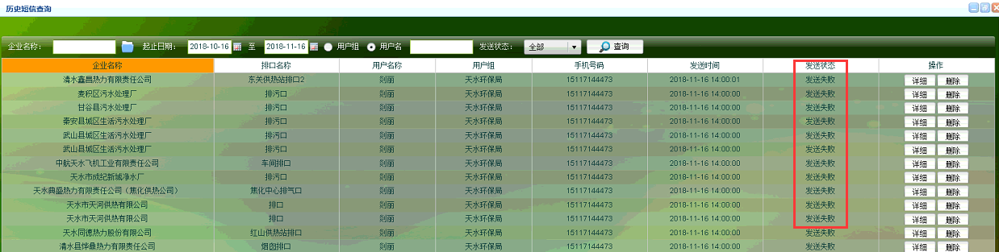 历史短信查询
企业名称： 起止日期： 2018-10-16 至 2018-11-16 用户组 用户名 发送状态： 全部 查询
企业名称 排口名称 用户名称 用户组 手机号码 发送时间 发送状态 操作
清水鑫昌热力有限责任公司 东关供热站排口2 剡丽 天水环保局 15117144473 2018-11-16 14:00:01 发送失败 详细 删除
麦积区污水处理厂 排污口 剡丽 天水环保局 15117144473 2018-11-16 14:00:00 发送失败 详细 删除
甘谷县污水处理厂 排污口 剡丽 天水环保局 15117144473 2018-11-16 14:00:00 发送失败 详细 删除
秦安县城区生活污水处理厂 排污口 剡丽 天水环保局 15117144473 2018-11-16 14:00:00 发送失败 详细 删除
武山县城区生活污水处理厂 排污口 剡丽 天水环保局 15117144473 2018-11-16 14:00:00 发送失败 详细 删除
武山县城区生活污水处理厂 排污口 剡丽 天水环保局 15117144473 2018-11-16 14:00:00 发送失败 详细 删除
中航天水飞机工业有限责任公司 车间排口 剡丽 天水环保局 15117144473 2018-11-16 14:00:00 发送失败 详细 删除
天水市成纪新城净水厂 排污口 剡丽 天水环保局 15117144473 2018-11-16 14:00:00 发送失败 详细 删除
天水典盛热力有限责任公司（焦化供热公司） 焦化中心排气口 剡丽 天水环保局 15117144473 2018-11-16 14:00:00 发送失败 详细 删除
天水市天河供热有限公司 排口 剡丽 天水环保局 15117144473 2018-11-16 14:00:00 发送失败 详细 删除
天水市天河供热有限公司 排口 剡丽 天水环保局 15117144473 2018-11-16 14:00:00 发送失败 详细 删除
天水同德热力股份有限公司 红山供热站排口 剡丽 天水环保局 15117144473 2018-11-16 14:00:00 发送失败 详细 删除
清水县烨鼎热力有限责任公司 烟囱排口 剡丽 天水环保局 15117144473 2018-11-16 14:00:00 发送失败 详细 删除